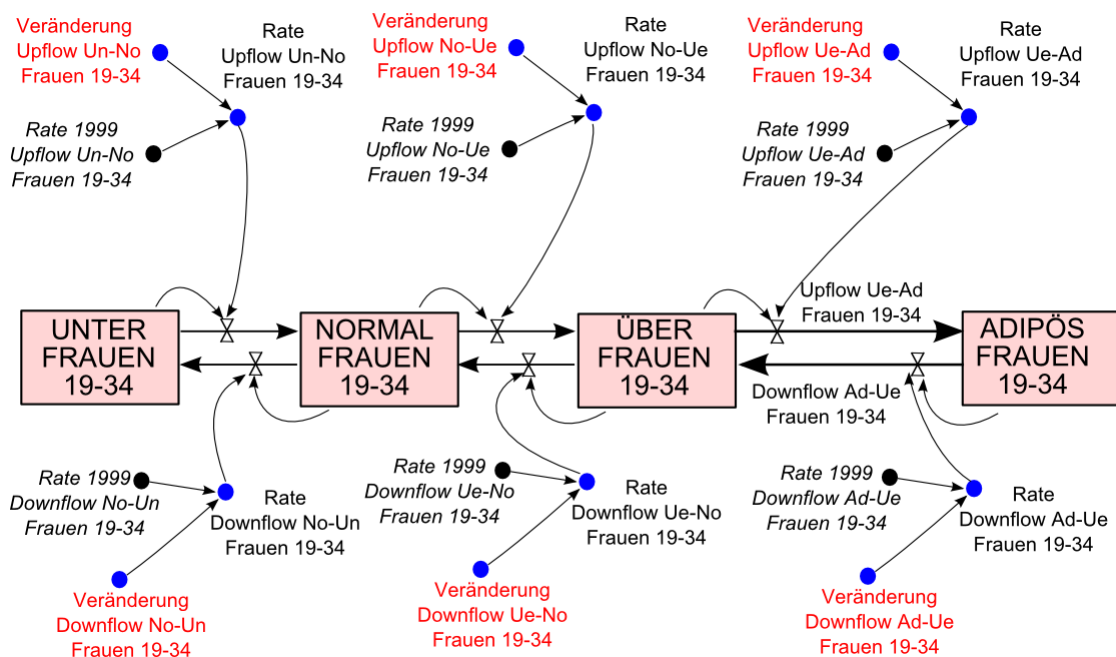 Veränderung
Upflow Un-No
Frauen 19-34
Rate
Upflow Un-No
Frauen 19-34
Rate 1999
Upflow Un-No
Frauen 19-34
Veränderung
Upflow No-Ue
Frauen 19-34
Rate
Upflow No-Ue
Frauen 19-34
Rate 1999
Upflow No-Ue
Frauen 19-34
Veränderung
Upflow Ue-Ad
Frauen 19-34
Rate
Upflow Ue-Ad
Frauen 19-34
Rate 1999
Upflow Ue-Ad
Frauen 19-34
UNTER
FRAUEN
19-34
NORMAL
FRAUEN
19-34
ÜBER
FRAUEN
19-34
Upflow Ue-Ad
Frauen 19-34
Downflow Ad-Ue
Frauen 19-34
ADIPÖS
FRAUEN
19-34
Rate 1999
Downflow No-Un
Frauen 19-34
Rate
Downflow No-Un
Frauen 19-34
Veränderung
Downflow No-Un
Frauen 19-34
Rate 1999
Downflow Ue-No
Frauen 19-34
Rate
Downflow Ue-No
Frauen 19-34
Veränderung
Downflow Ue-No
Frauen 19-34
Rate 1999
Downflow Ad-Ue
Frauen 19-34
Rate
Downflow Ad-Ue
Frauen 19-34
Veränderung
Downflow Ad-Ue
Frauen 19-34